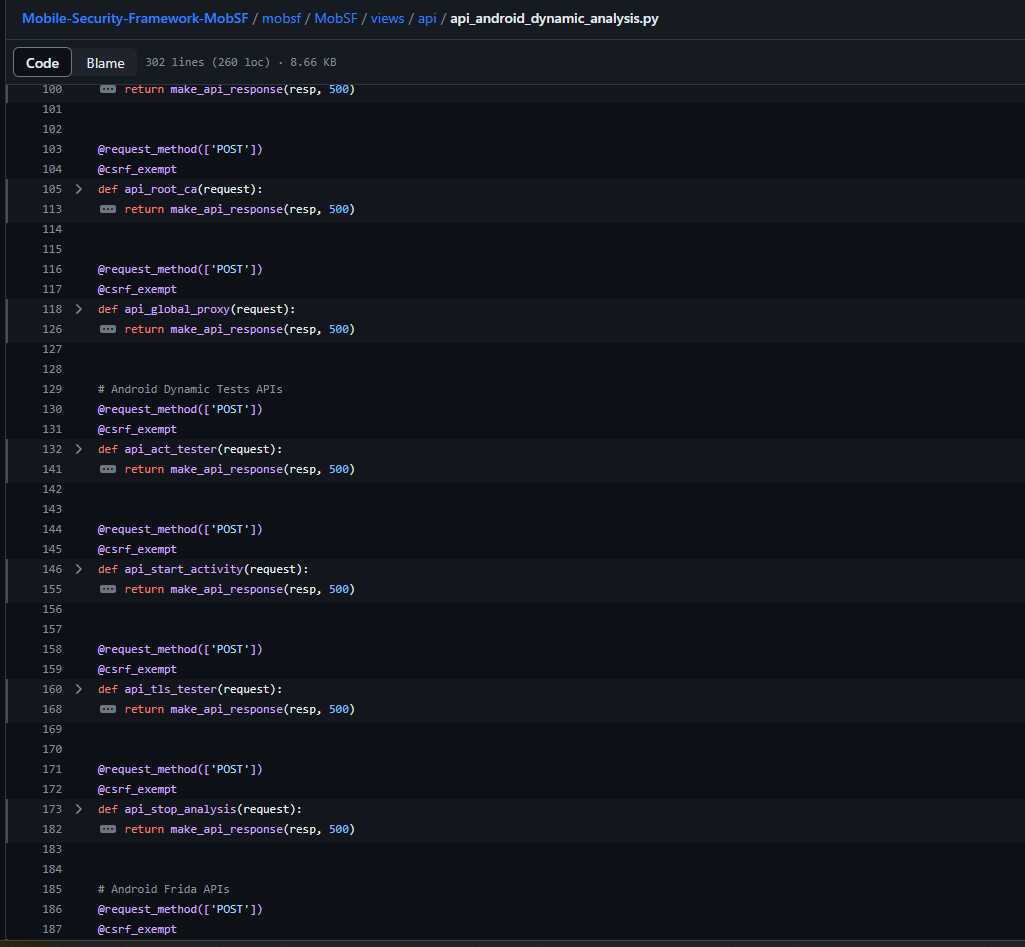 Mobile-Security-Framework-MobSF / mobsf / MobSF / views / api / api_android_dynamic_analysis.py
Code Blame 302 lines (260 loc) · 8.66 KB
100 return make_api_response(resp, 500)
101
102
103 @request_method(['POST'])
104 @csrf_exempt
105 def api_root_ca(request):
113 return make_api_response(resp, 500)
114
115
116 @request_method(['POST'])
117 @csrf_exempt
118 def api_global_proxy(request):
126 return make_api_response(resp, 500)
127
128
129 # Android Dynamic Tests APIs
130 @request_method(['POST'])
131 @csrf_exempt
132 def api_act_tester(request):
141 return make_api_response(resp, 500)
142
143
144 @request_method(['POST'])
145 @csrf_exempt
146 def api_start_activity(request):
155 return make_api_response(resp, 500)
156
157
158 @request_method(['POST'])
159 @csrf_exempt
160 def api_tls_tester(request):
168 return make_api_response(resp, 500)
169
170
171 @request_method(['POST'])
172 @csrf_exempt
173 def api_stop_analysis(request):
182 return make_api_response(resp, 500)
183
184
185 # Android Frida APIs
186 @request_method(['POST'])
187 @csrf_exempt